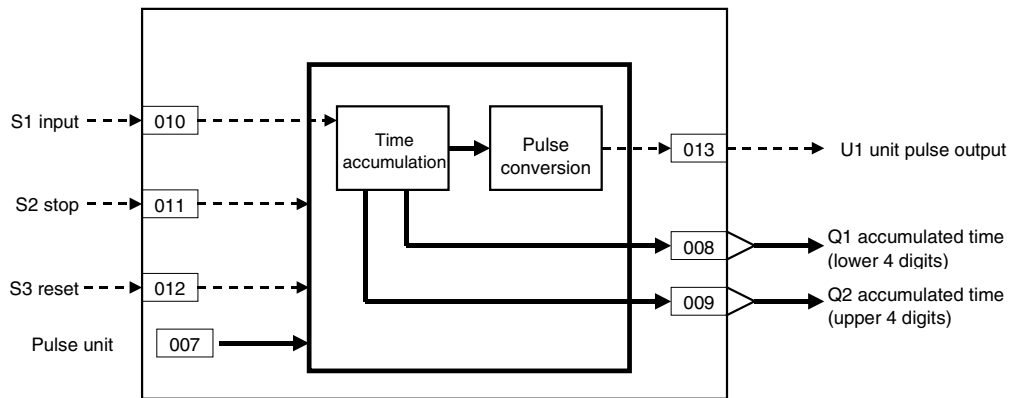 S1 input
010
Time
accumulation
Pulse
conversion
013
U1 unit pulse output
S2 stop
011
008
Q1 accumulated time
(lower 4 digits)
S3 reset
012
009
Q2 accumulated time
(upper 4 digits)
Pulse unit
007